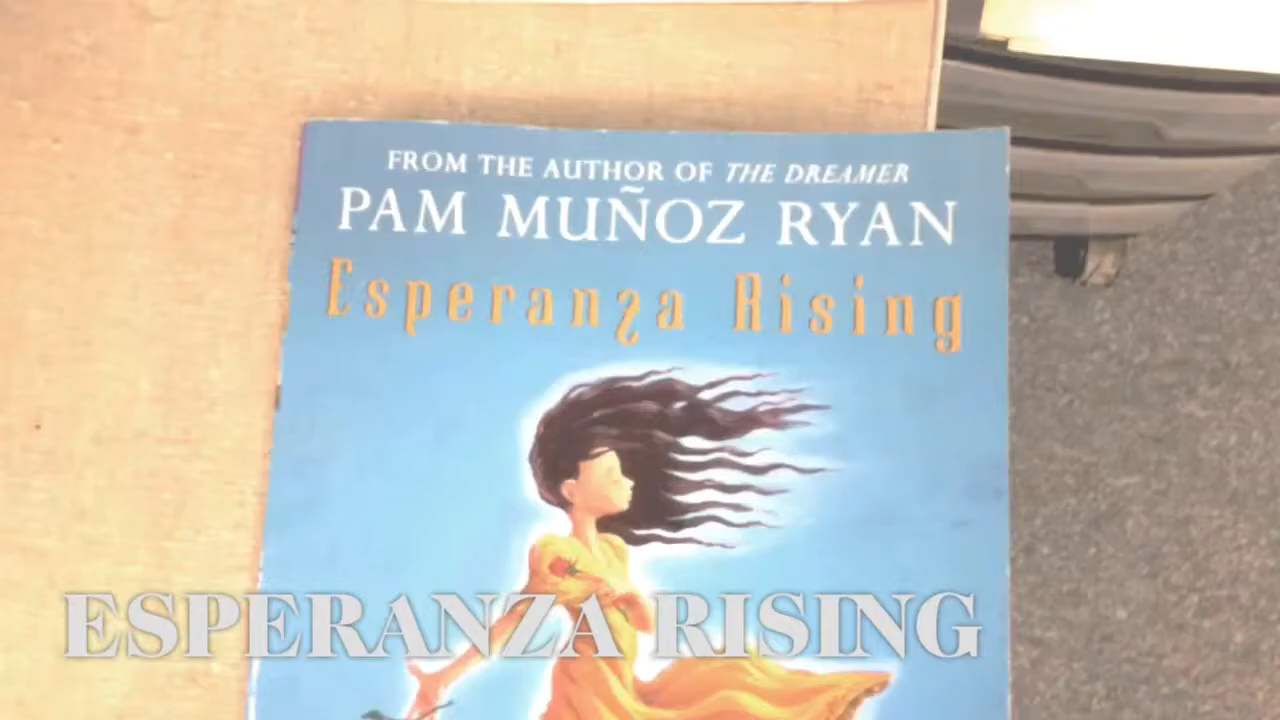 FROM THE AUTHOR OF THE DREAMER
PAM MUÑOZ RYAN
Esperanza Rising
ESPERANZA RISING